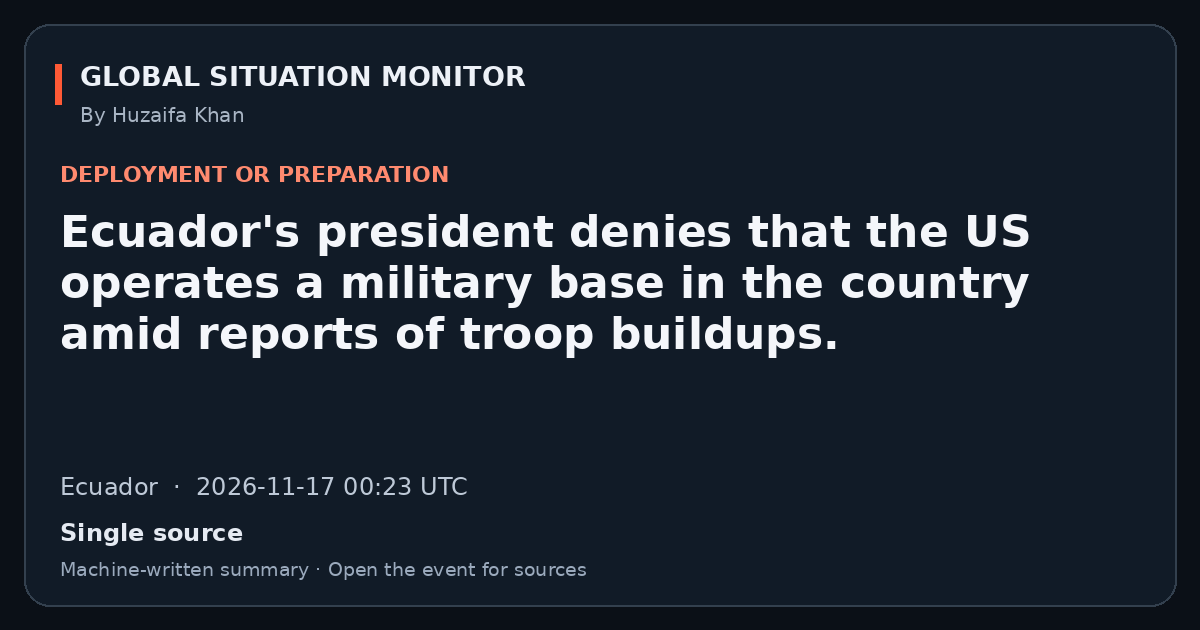 GLOBAL SITUATION MONITOR
By Huzaifa Khan
DEPLOYMENT OR PREPARATION
Ecuador's president denies that the US
operates a military base in the country
amid reports of troop buildups.
Ecuador · 2026-11-17 00:23 UTC
Single source
Machine-written summary · Open the event for sources